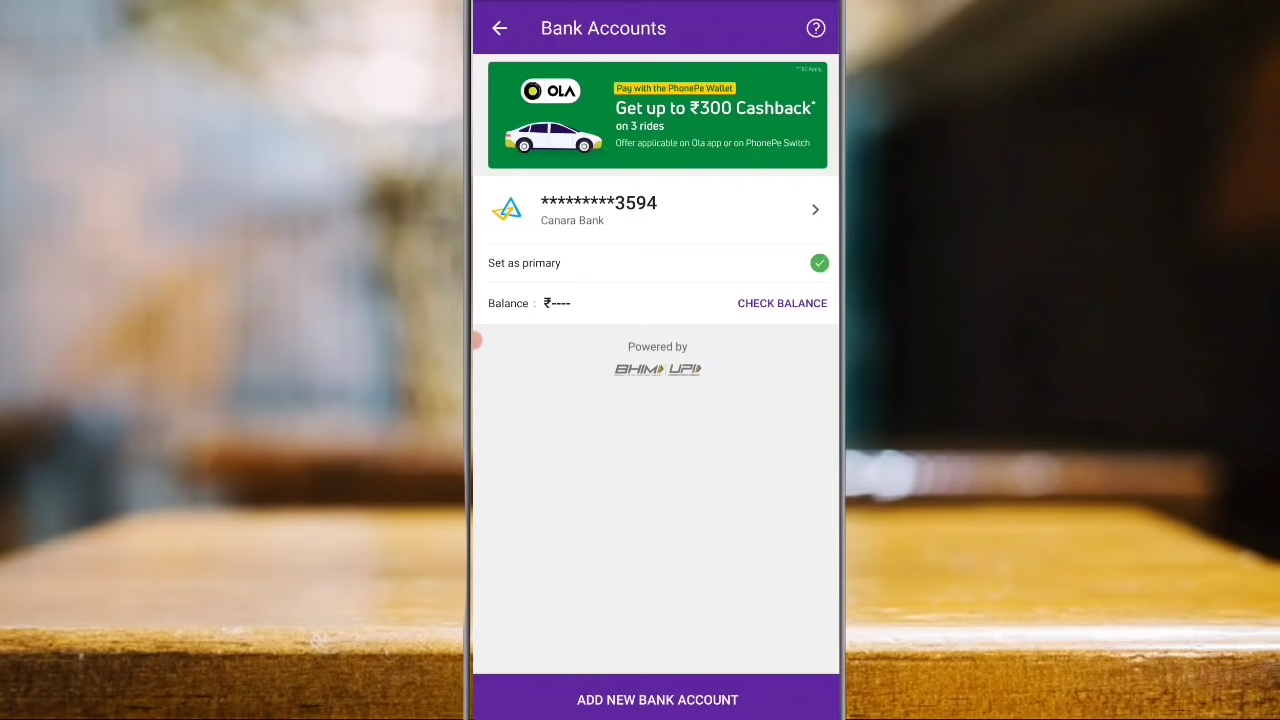 Bank Accounts
*T&C Apply
OLA
Pay with the PhonePe Wallet
Get up to ₹300 Cashback*
on 3 rides
Offer applicable on Ola app or on PhonePe Switch
*********3594
Canara Bank
Set as primary
Balance : ₹----
CHECK BALANCE
Powered by
BHIM UPI
ADD NEW BANK ACCOUNT